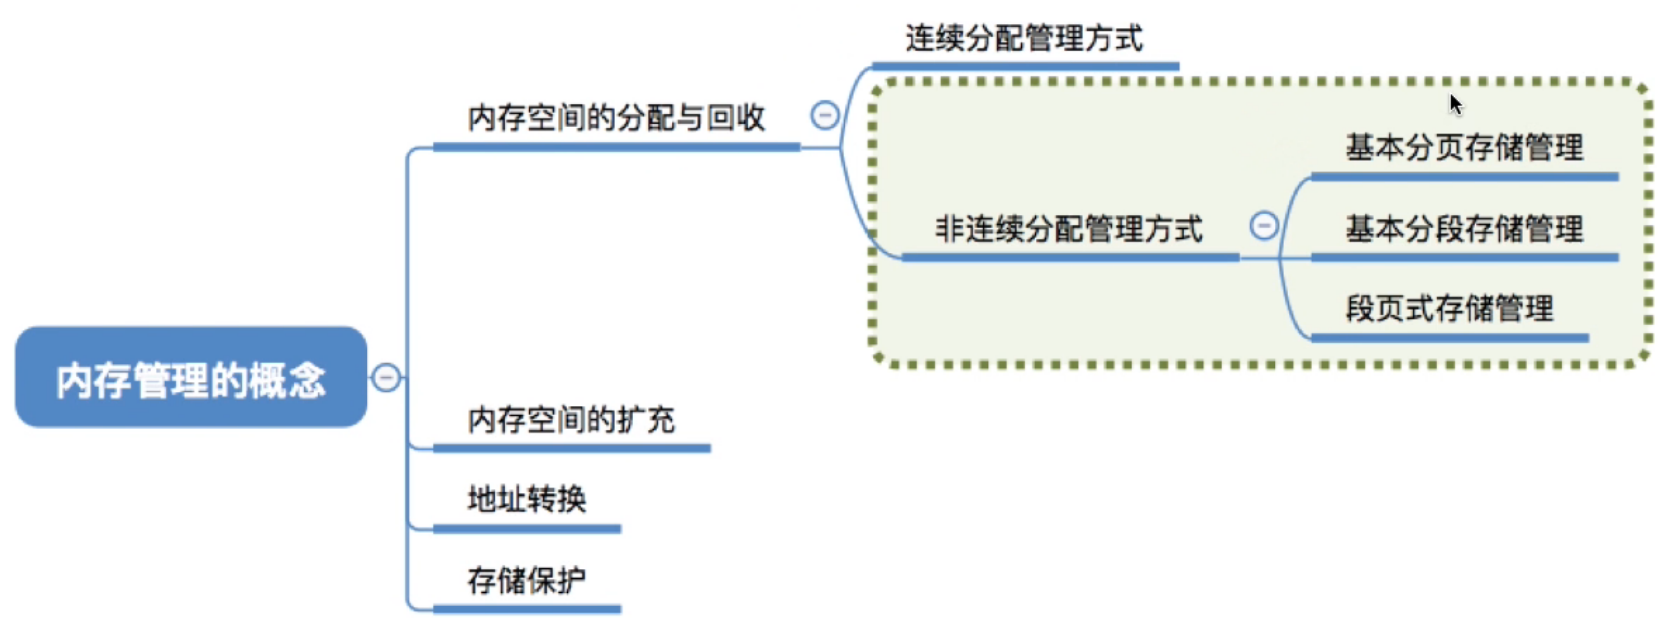 连续分配管理方式
内存空间的分配与回收
基本分页存储管理
非连续分配管理方式
基本分段存储管理
段页式存储管理
内存管理的概念
内存空间的扩充
地址转换
存储保护